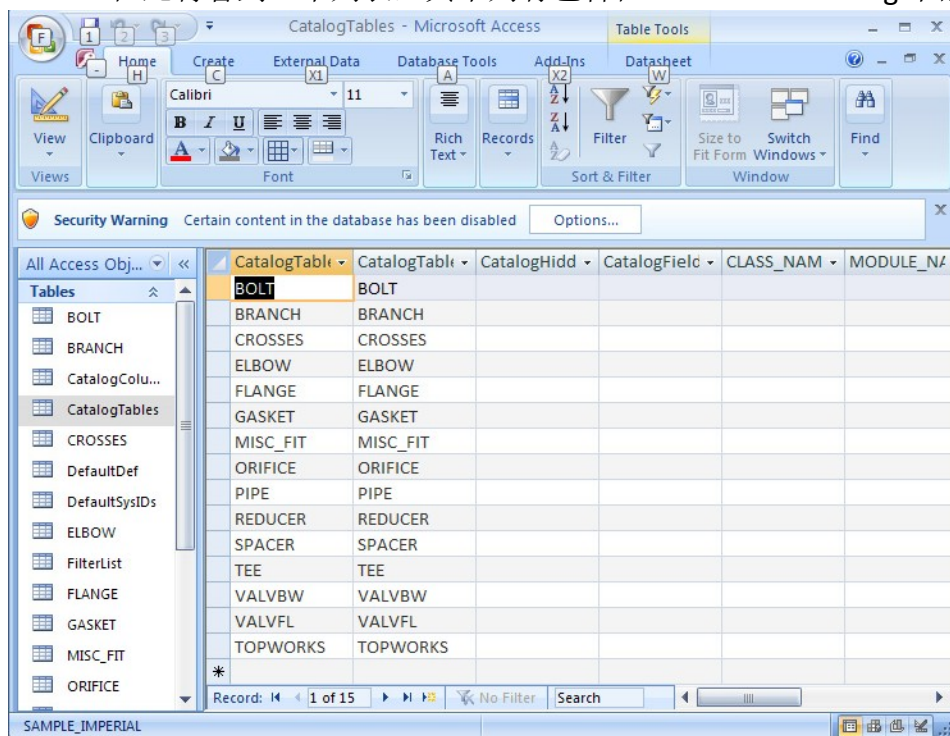 CatalogTables - Microsoft Access Table Tools
F 1 2 3
Home Create External Data Database Tools Add-Ins Datasheet
H C X1 A X2 W
Calibri 11
B I U
A
View Clipboard Rich Text Records Filter Size to Fit Form Switch Windows Find
Views Font Sort & Filter Window
Security Warning Certain content in the database has been disabled Options...
All Access Obj... «
Tables
BOLT
BRANCH
CatalogColu...
CatalogTables
CROSSES
DefaultDef
DefaultSysIDs
ELBOW
FilterList
FLANGE
GASKET
MISC_FIT
ORIFICE
CatalogTable CatalogTable CatalogHidd CatalogField CLASS_NAM MODULE_NA
BOLT BOLT
BRANCH BRANCH
CROSSES CROSSES
ELBOW ELBOW
FLANGE FLANGE
GASKET GASKET
MISC_FIT MISC_FIT
ORIFICE ORIFICE
PIPE PIPE
REDUCER REDUCER
SPACER SPACER
TEE TEE
VALVBW VALVBW
VALVFL VALVFL
TOPWORKS TOPWORKS
Record: 1 of 15 No Filter Search
SAMPLE_IMPERIAL